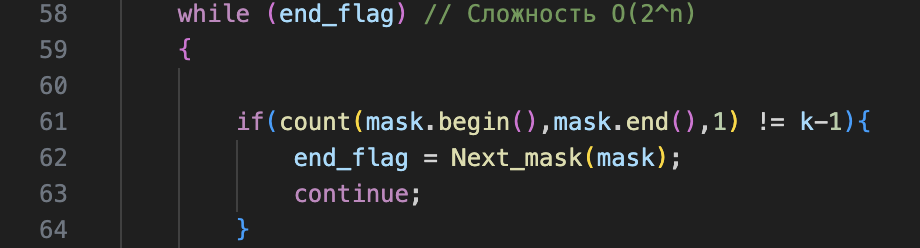 58 while (end_flag) // Сложность O(2^n)
59 {
60
61 if(count(mask.begin(),mask.end(),1) != k-1){
62 end_flag = Next_mask(mask);
63 continue;
64 }